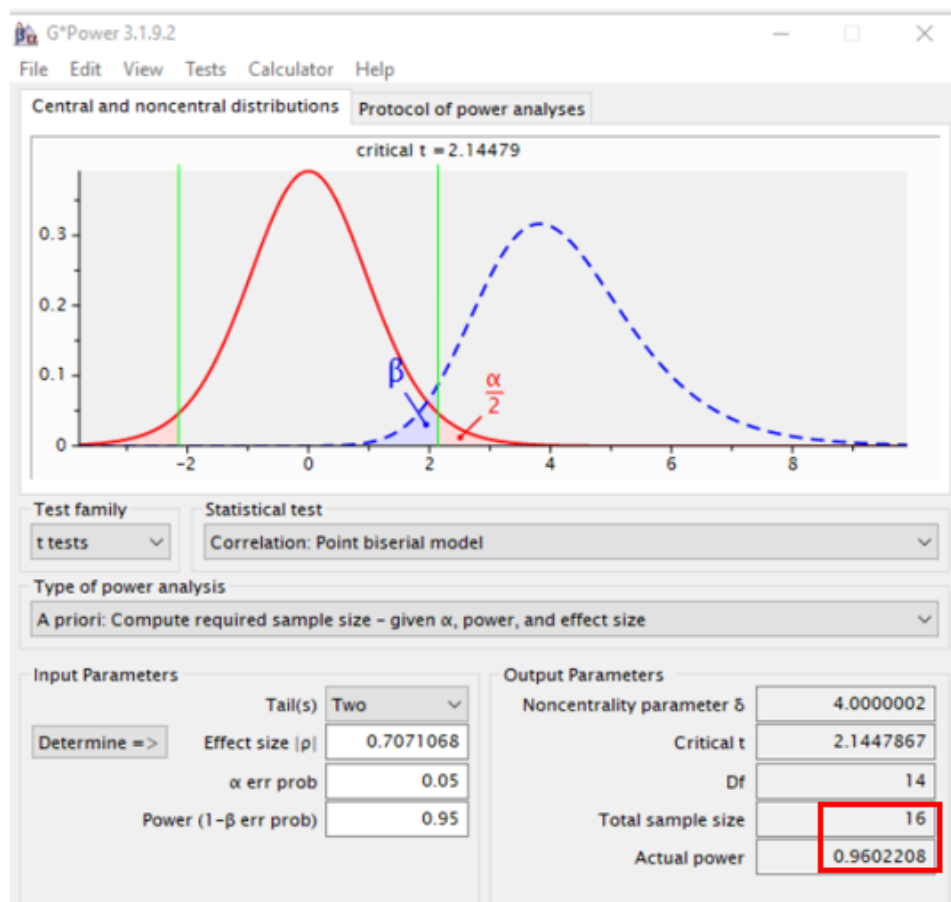 G*Power 3.1.9.2
File Edit View Tests Calculator Help
Central and noncentral distributions Protocol of power analyses
critical t = 2.14479
0.3
0.2
0.1
0
β
α
2
-2 0 2 4 6 8
Test family Statistical test
t tests Correlation: Point biserial model
Type of power analysis
A priori: Compute required sample size – given α, power, and effect size
Input Parameters Output Parameters
Tail(s) Two Noncentrality parameter δ 4.0000002
Determine => Effect size |ρ| 0.7071068 Critical t 2.1447867
α err prob 0.05 Df 14
Power (1-β err prob) 0.95 Total sample size 16
Actual power 0.9602208